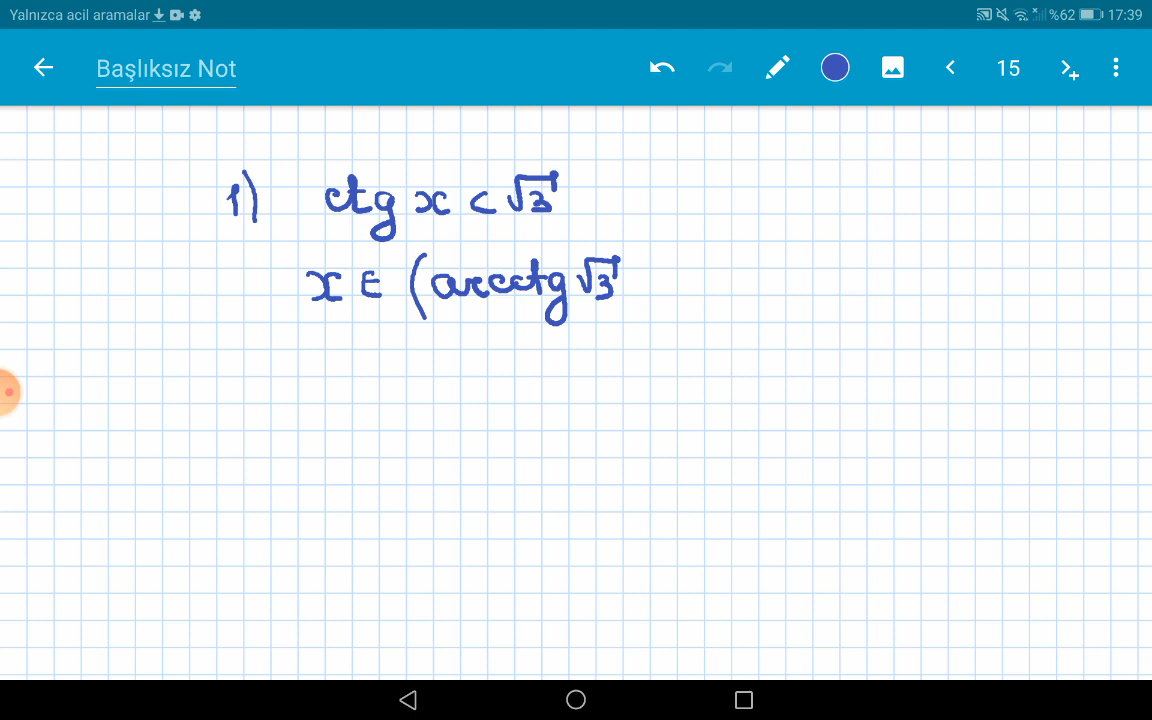 Yalnızca acil aramalar %62 17:39
Başlıksız Not 15
1) ctg x < √3
x ∈ (arcctg √3